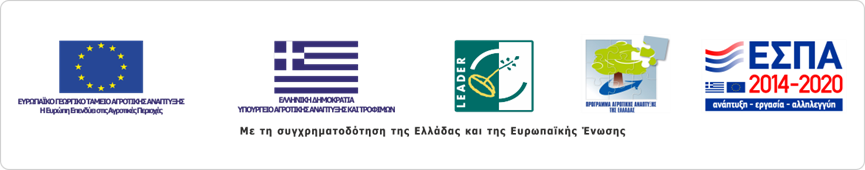 ΕΥΡΩΠΑΪΚΟ ΓΕΩΡΓΙΚΟ ΤΑΜΕΙΟ ΑΓΡΟΤΙΚΗΣ ΑΝΑΠΤΥΞΗΣ
Η Ευρώπη Επενδύει στις Αγροτικές Περιοχές
ΕΛΛΗΝΙΚΗ ΔΗΜΟΚΡΑΤΙΑ
ΥΠΟΥΡΓΕΙΟ ΑΓΡΟΤΙΚΗΣ ΑΝΑΠΤΥΞΗΣ ΚΑΙ ΤΡΟΦΙΜΩΝ
LEADER
ΠΡΟΓΡΑΜΜΑ ΑΓΡΟΤΙΚΗΣ ΑΝΑΠΤΥΞΗΣ
ΤΗΣ ΕΛΛΑΔΑΣ
ΕΣΠΑ
2014-2020
ανάπτυξη - εργασία - αλληλεγγύη
Με τη συγχρηματοδότηση της Ελλάδας και της Ευρωπαϊκής Ένωσης